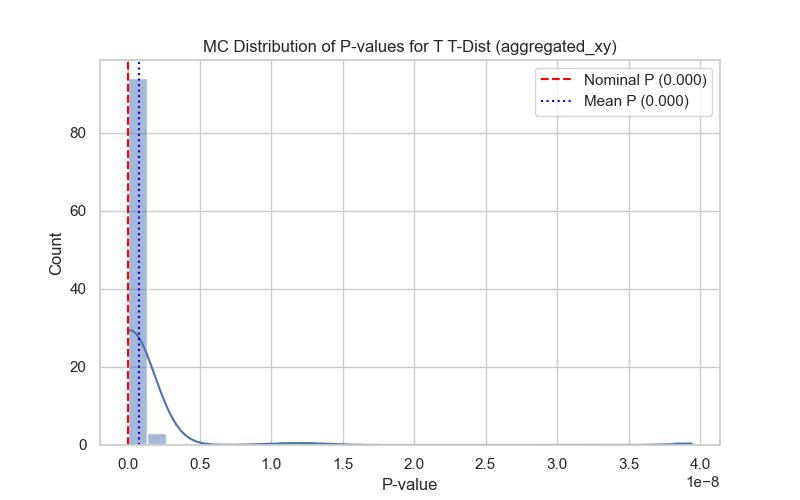 MC Distribution of P-values for T T-Dist (aggregated_xy)
Nominal P (0.000)
Mean P (0.000)
80
60
40
20
0
Count
0.0 0.5 1.0 1.5 2.0 2.5 3.0 3.5 4.0
1e−8
P-value